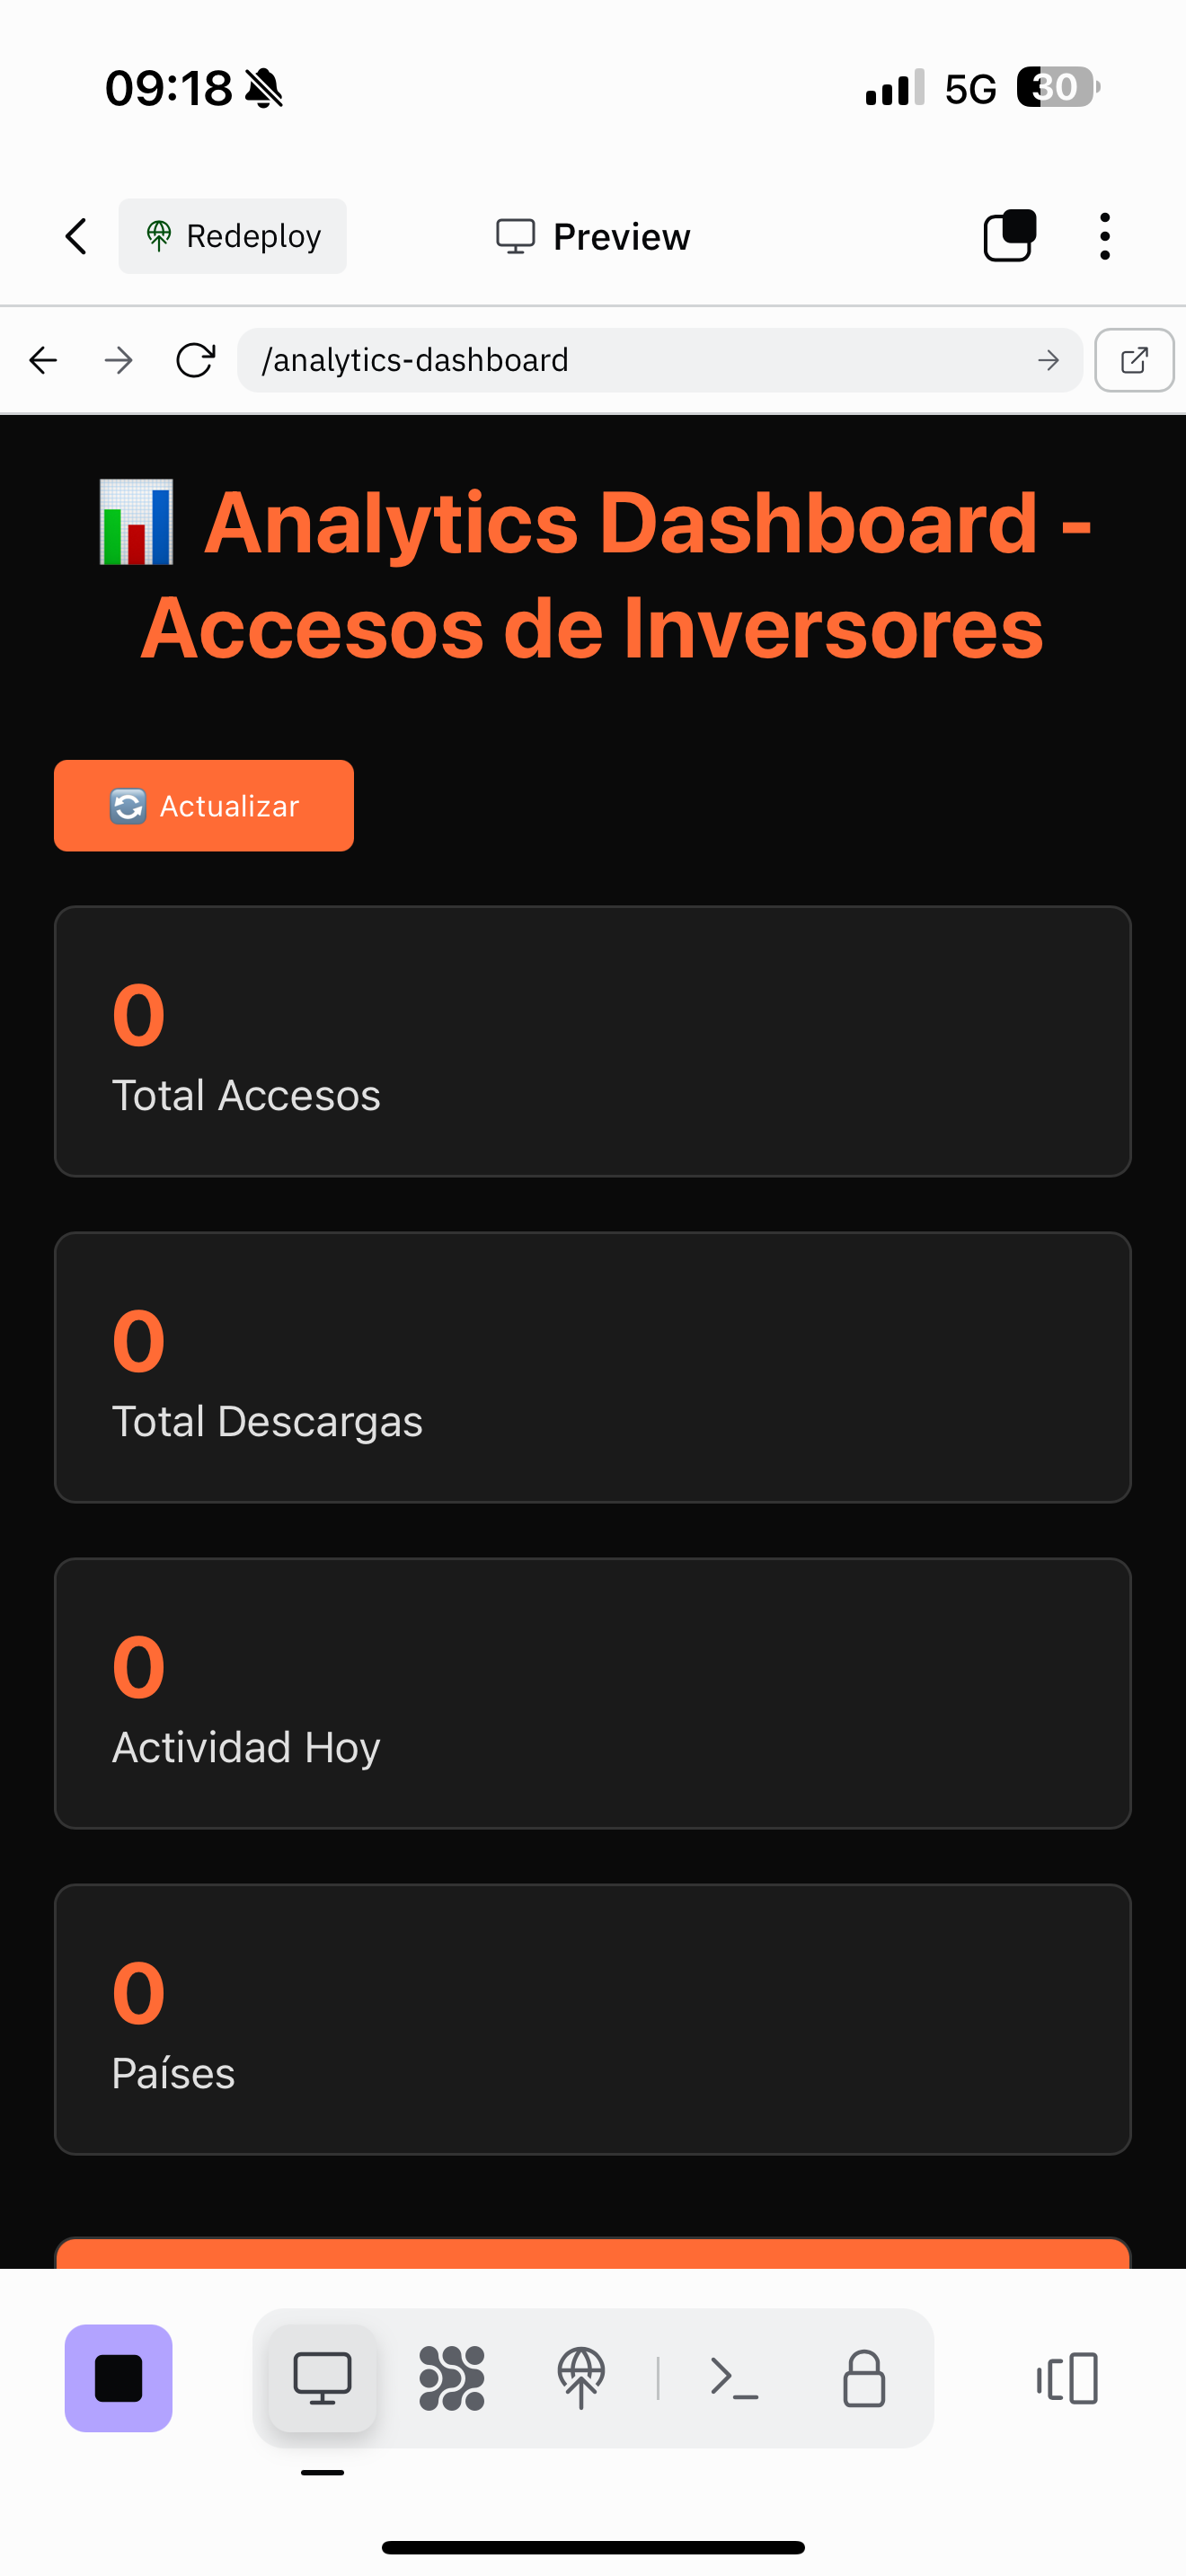 09:18 5G 30
Redeploy Preview
/analytics-dashboard
📊 Analytics Dashboard -
Accesos de Inversores
🔄 Actualizar
0
Total Accesos
0
Total Descargas
0
Actividad Hoy
0
Países